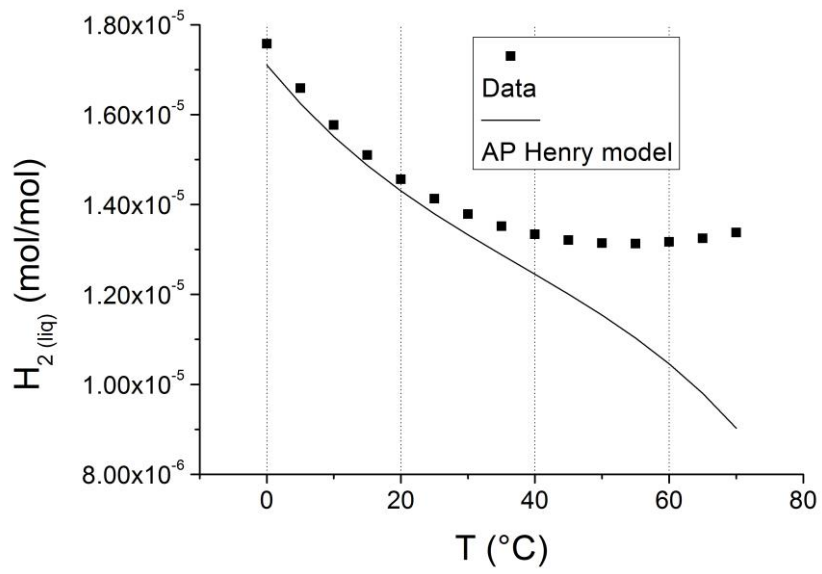 1.80x10⁻⁵
1.60x10⁻⁵
1.40x10⁻⁵
1.20x10⁻⁵
1.00x10⁻⁵
8.00x10⁻⁶
H₂ ₍ₗᵢq₎ (mol/mol)
Data
AP Henry model
0 20 40 60 80
T (°C)